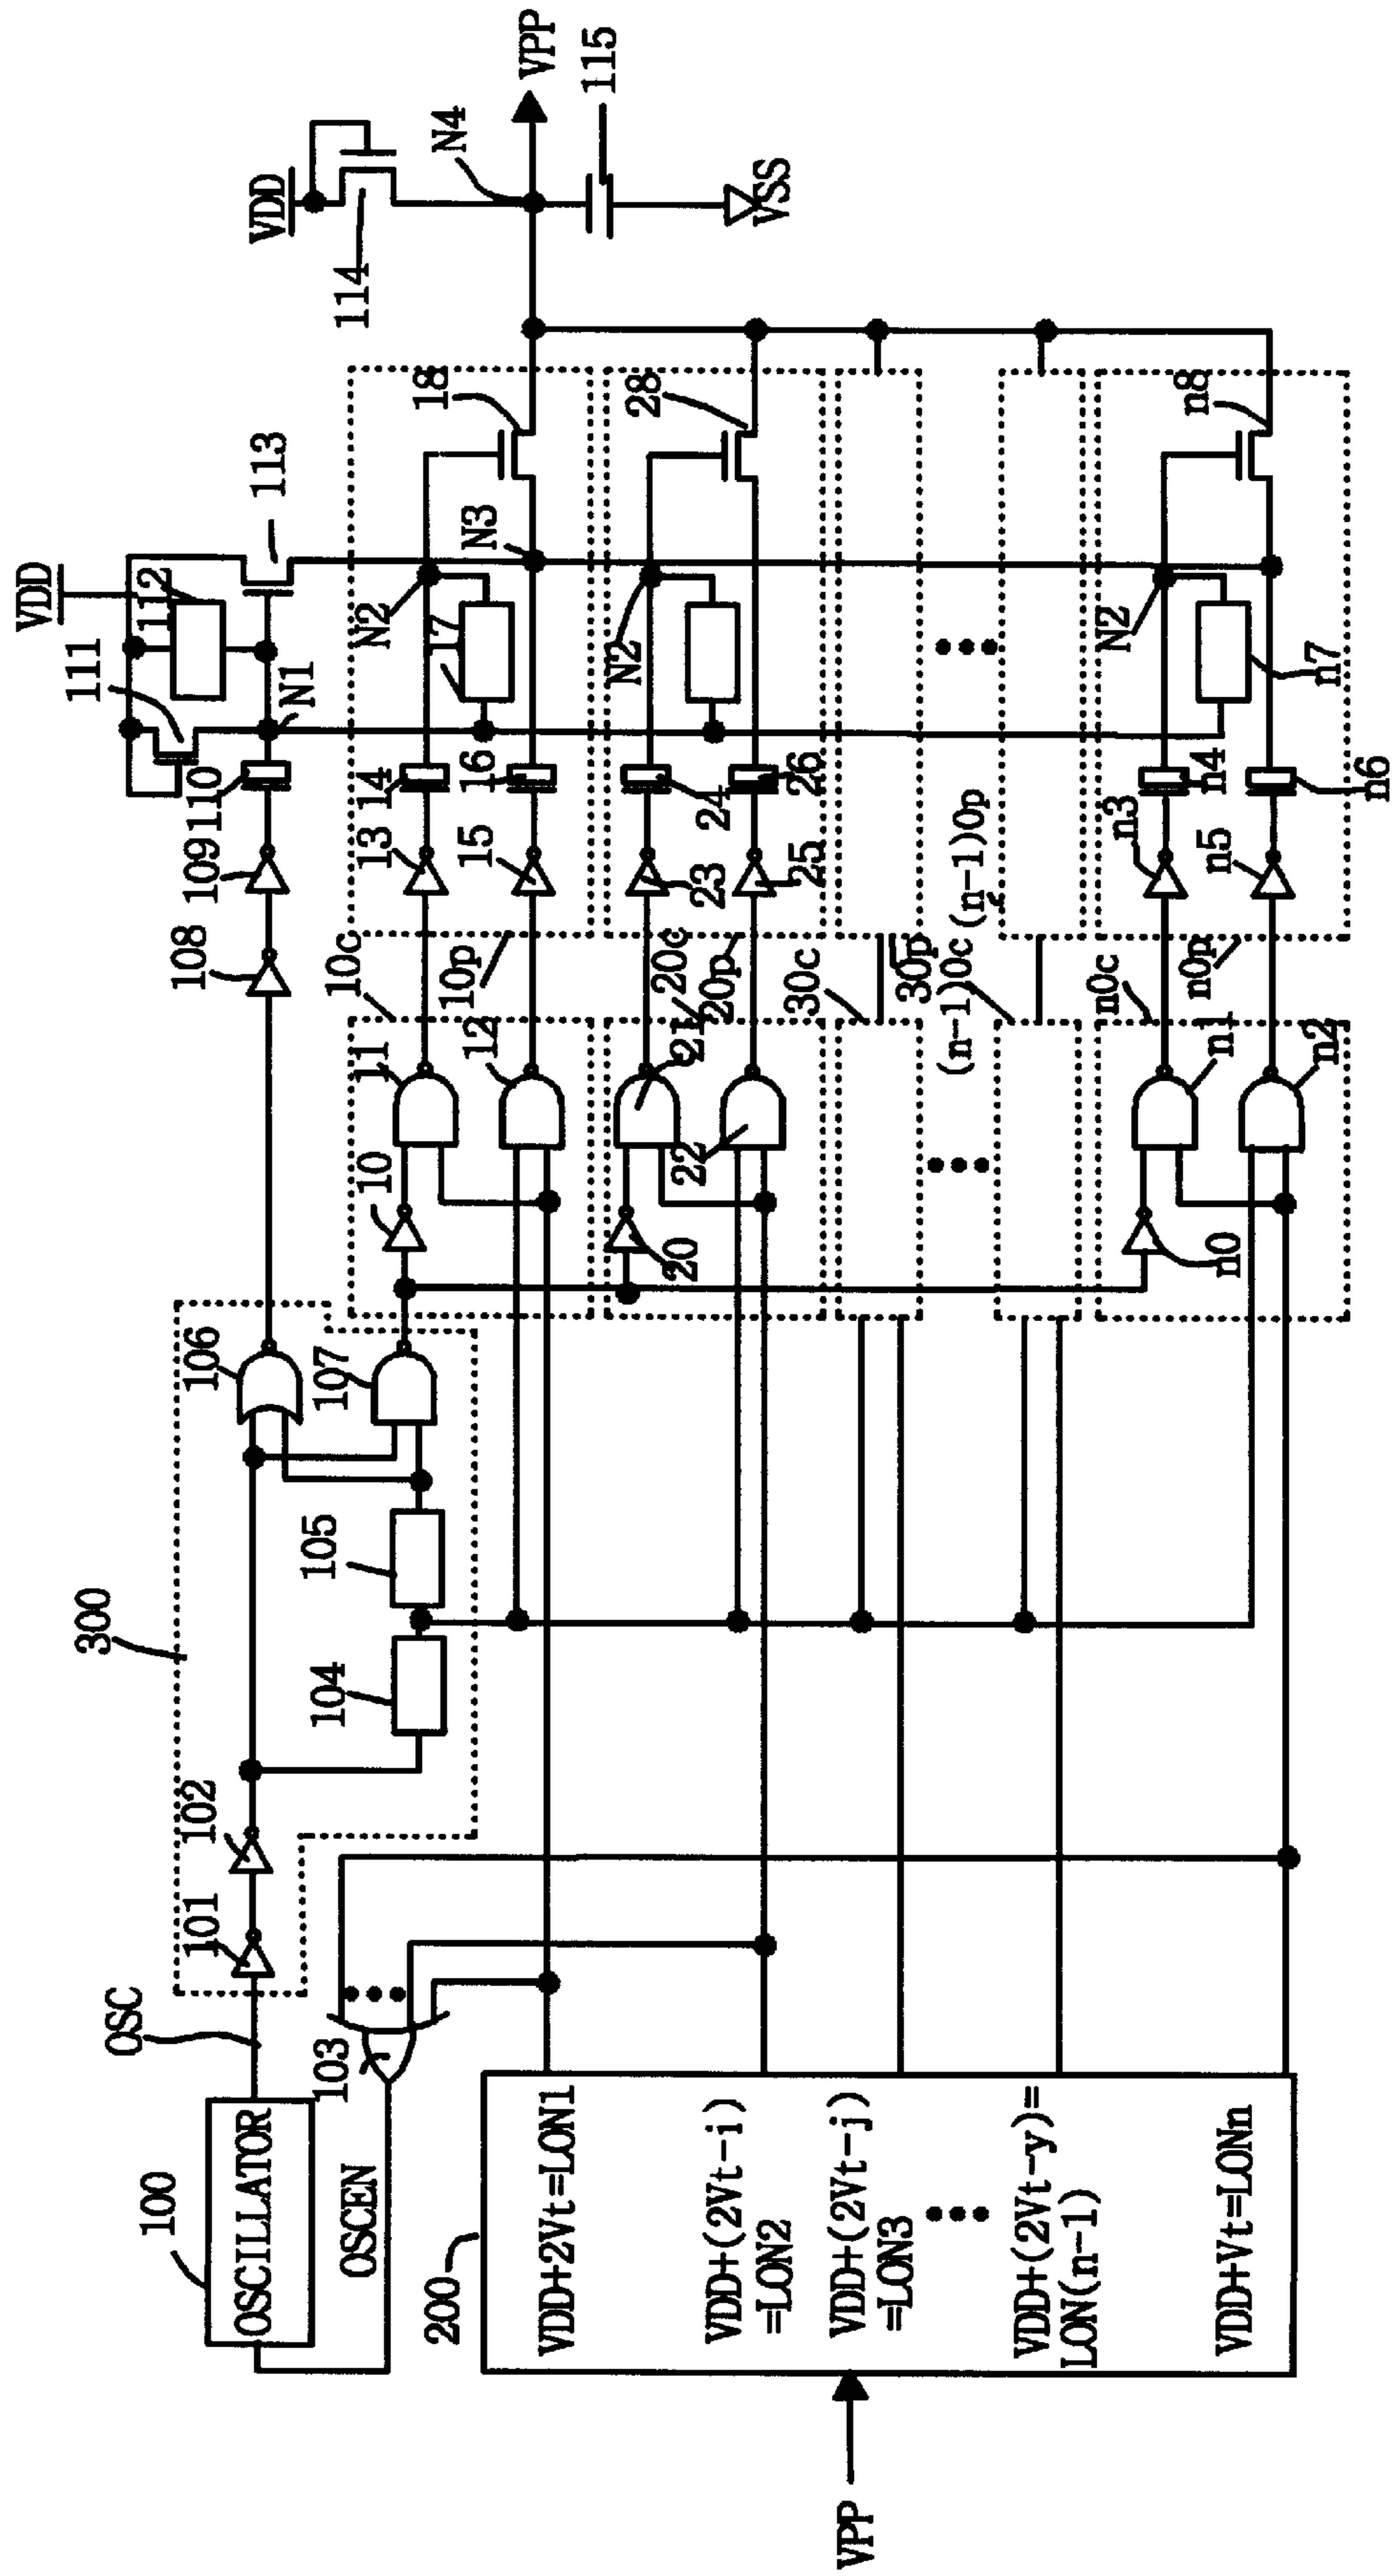 VDD
VDD
111
112
113
114
N4
VPP
115
VSS
N1
110
109
108
OSC
300
106
107
102
101
105
104
100
OSCILLATOR
OSCEN
103
10
11
12
10c
10p
13
14
15
16
17
18
N2
N3
20
21
22
20c
20p
23
24
25
26
28
N2
30c
30p
(n-1)0c
(n-1)0p
n0
n1
n2
n0c
n0p
n3
n4
n5
n6
n7
n8
N2
200
VDD+2Vt=LON1
VDD+(2Vt-i)
=LON2
VDD+(2Vt-j)
=LON3
VDD+(2Vt-y)=
LON(n-1)
VDD+Vt=LONn
VPP